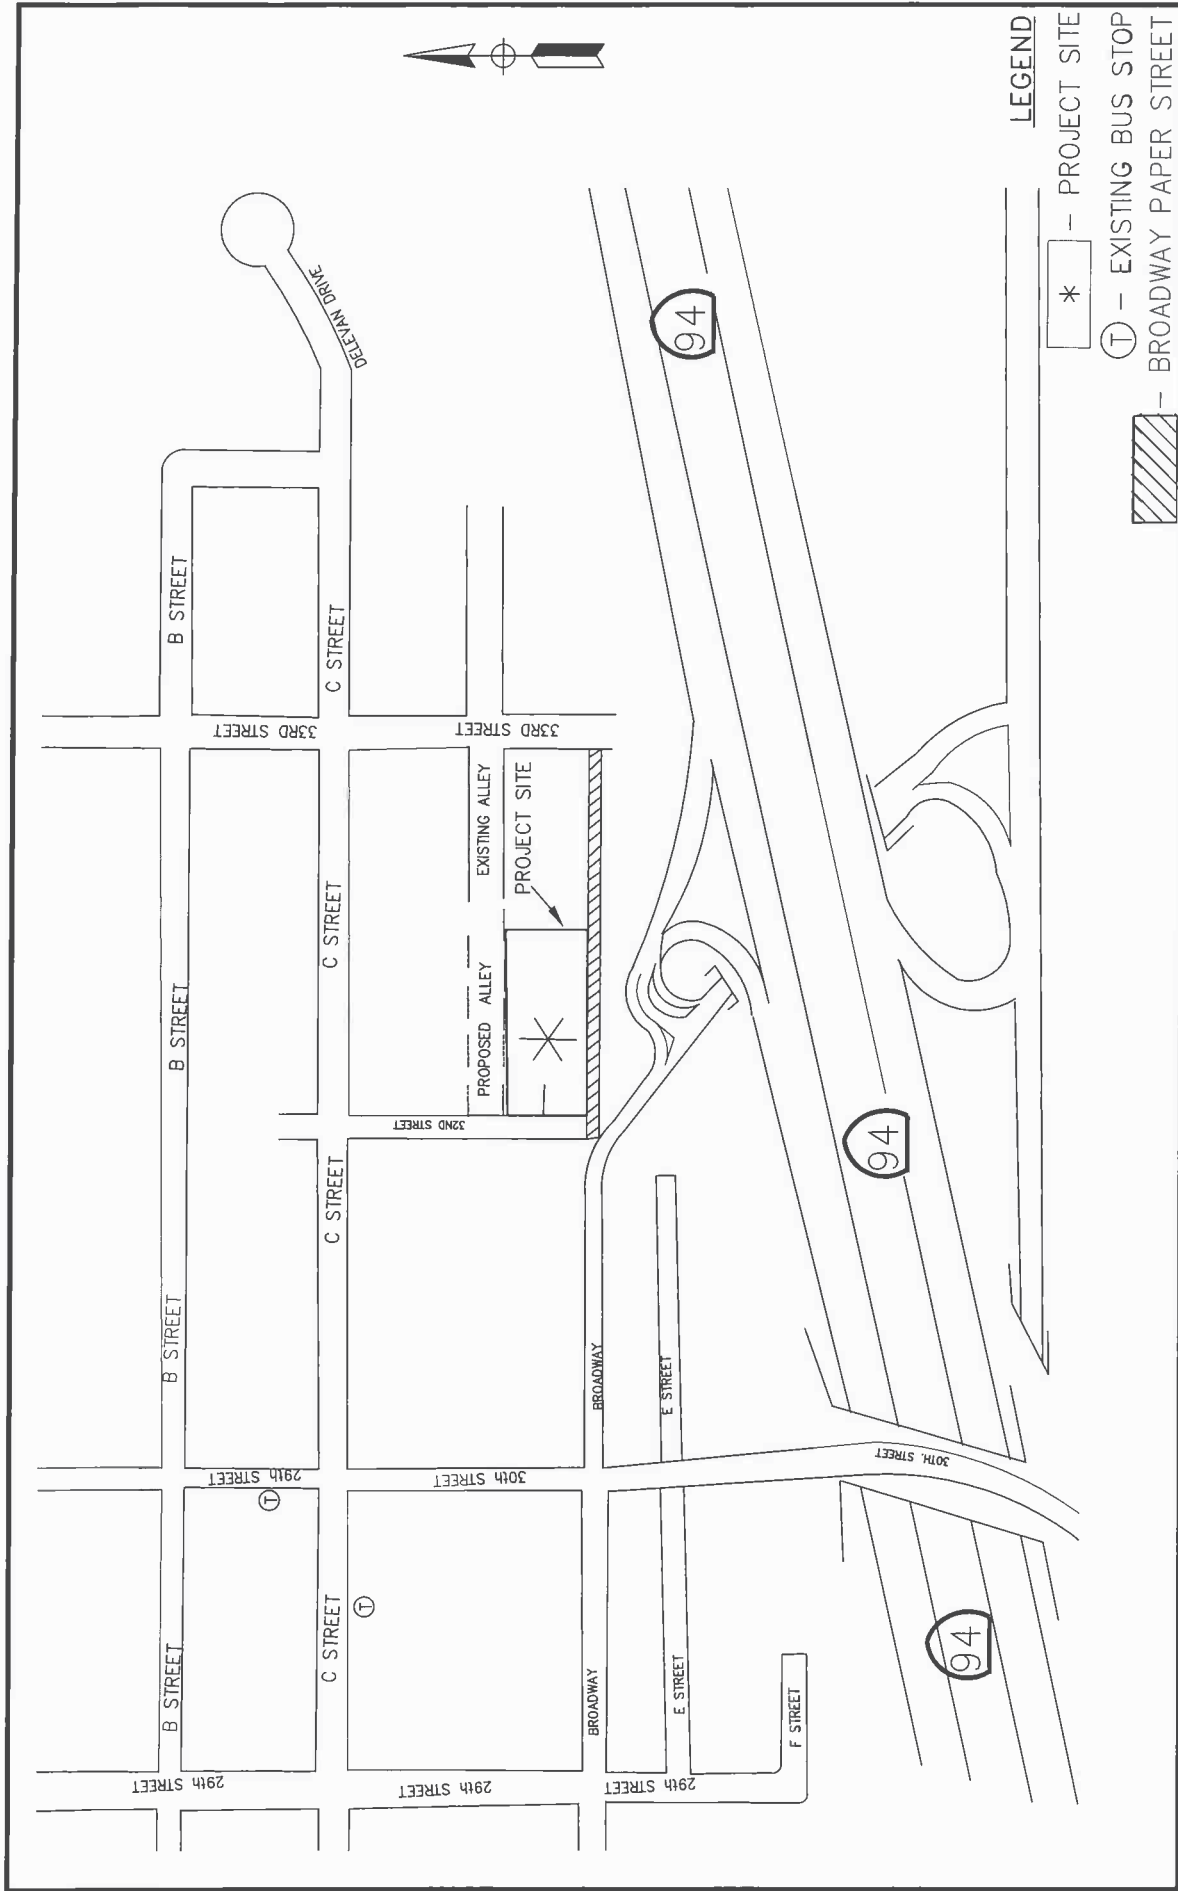 B STREET
B STREET
B STREET
B STREET
C STREET
C STREET
C STREET
C STREET
DELEVAN DRIVE
29th STREET
29th STREET
33RD STREET
29th STREET
30th STREET
32ND STREET
33RD STREET
PROPOSED ALLEY
EXISTING ALLEY
PROJECT SITE
T
T
BROADWAY
BROADWAY
29th STREET
E STREET
E STREET
F STREET
30TH. STREET
94
94
94
LEGEND
* - PROJECT SITE
T - EXISTING BUS STOP
- BROADWAY PAPER STREET